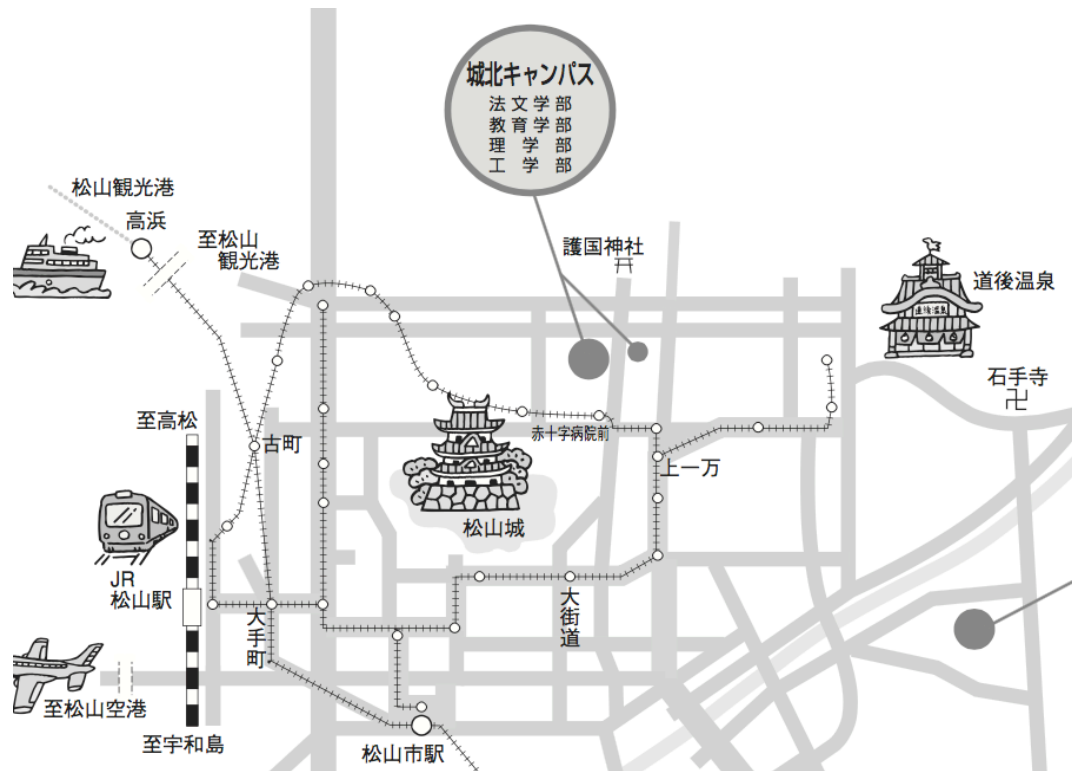 城北キャンパス
法文学部
教育学部
理学部
工学部
松山観光港
高浜
至松山
観光港
護国神社
道後温泉
道後温泉
石手寺
至高松
古町
赤十字病院前
上一万
松山城
JR
松山駅
大手町
大街道
至松山空港
至宇和島
松山市駅